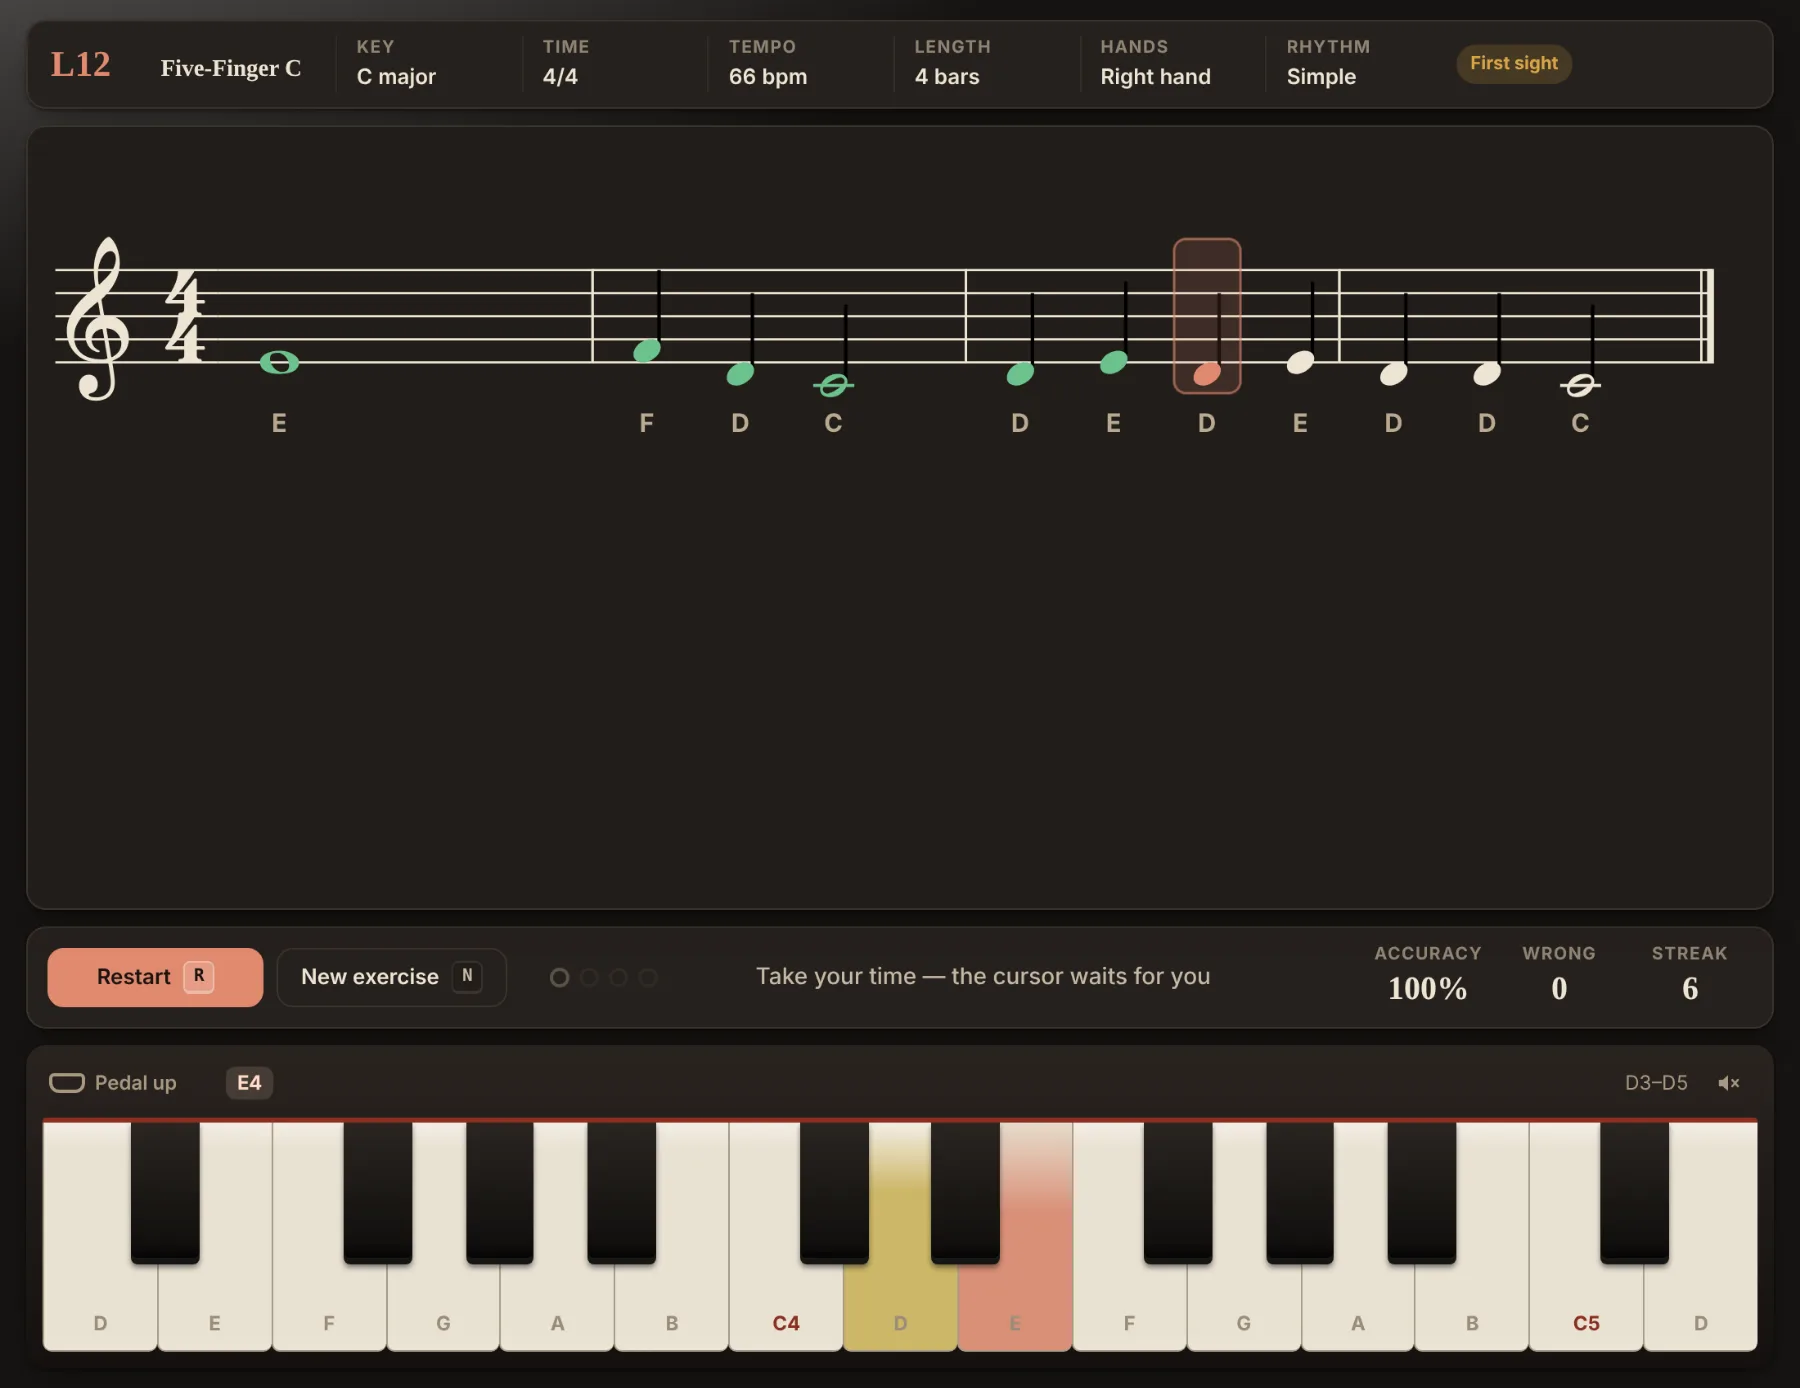 L12 Five-Finger C
KEY
C major
TIME
4/4
TEMPO
66 bpm
LENGTH
4 bars
HANDS
Right hand
RHYTHM
Simple
First sight
4
4
E F D C D E D E D D C
Restart R
New exercise N
Take your time — the cursor waits for you
ACCURACY
100%
WRONG
0
STREAK
6
Pedal up E4 D3–D5
D E F G A B C4 D E F G A B C5 D